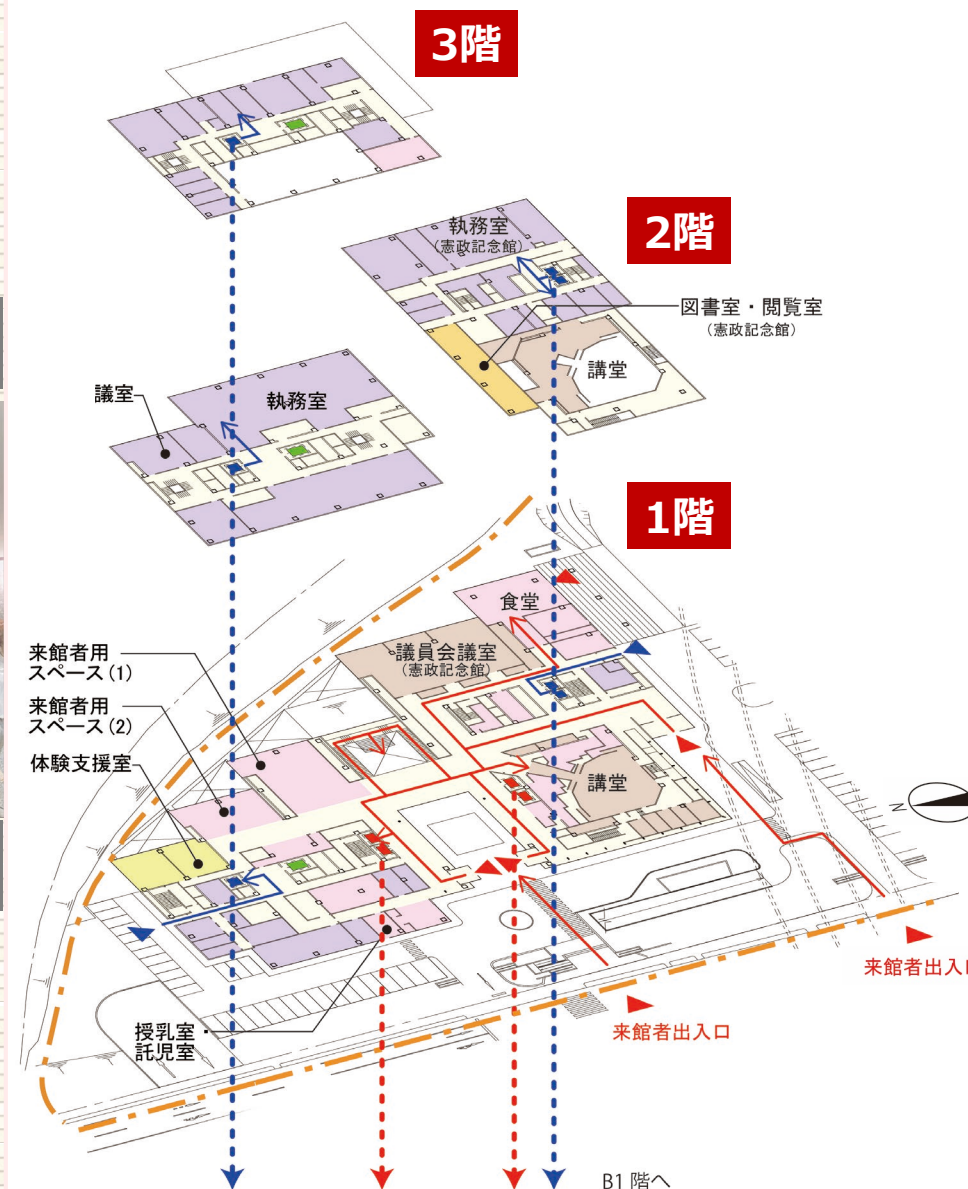 3階
2階
執務室
(憲政記念館)
図書室・閲覧室
(憲政記念館)
講堂
議室
執務室
1階
食堂
議員会議室
(憲政記念館)
来館者用
スペース(1)
来館者用
スペース(2)
体験支援室
講堂
N
来館者出入口
来館者出入口
授乳室・
託児室
B1 階へ